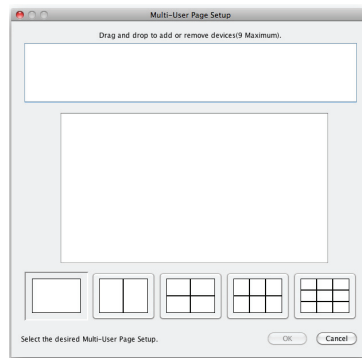 Multi-User Page Setup
Drag and drop to add or remove devices(9 Maximum).
Select the desired Multi-User Page Setup.
OK
Cancel